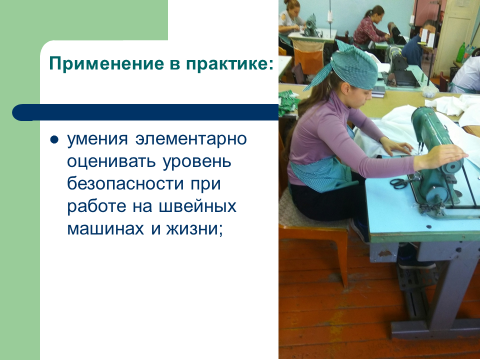 Применение в практике:
умения элементарно
оценивать уровень
безопасности при
работе на швейных
машинах и жизни;